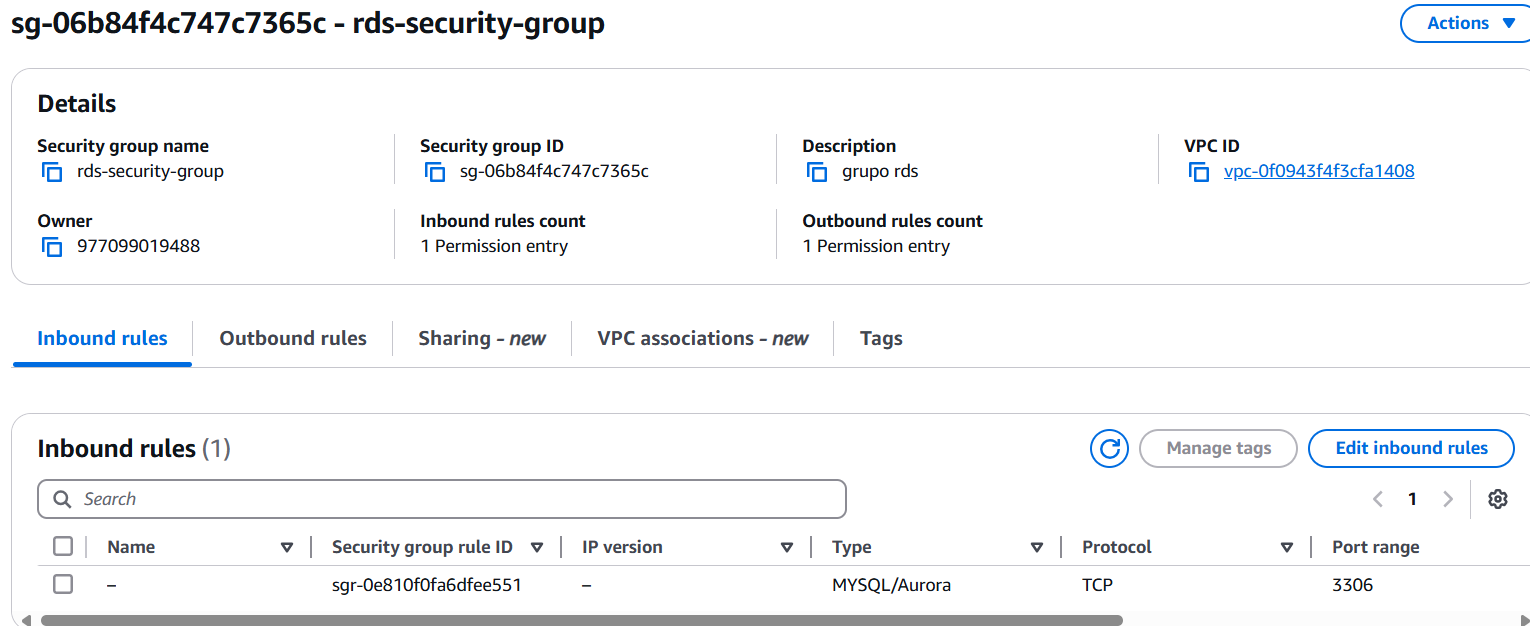 sg-06b84f4c747c7365c - rds-security-group
Actions
Details
Security group name
rds-security-group
Security group ID
sg-06b84f4c747c7365c
Description
grupo rds
VPC ID
vpc-0f0943f4f3cfa1408
Owner
977099019488
Inbound rules count
1 Permission entry
Outbound rules count
1 Permission entry
Inbound rules
Outbound rules
Sharing - new
VPC associations - new
Tags
Inbound rules (1)
Manage tags
Edit inbound rules
Search
1
Name Security group rule ID IP version Type Protocol Port range
– sgr-0e810f0fa6dfee551 – MYSQL/Aurora TCP 3306